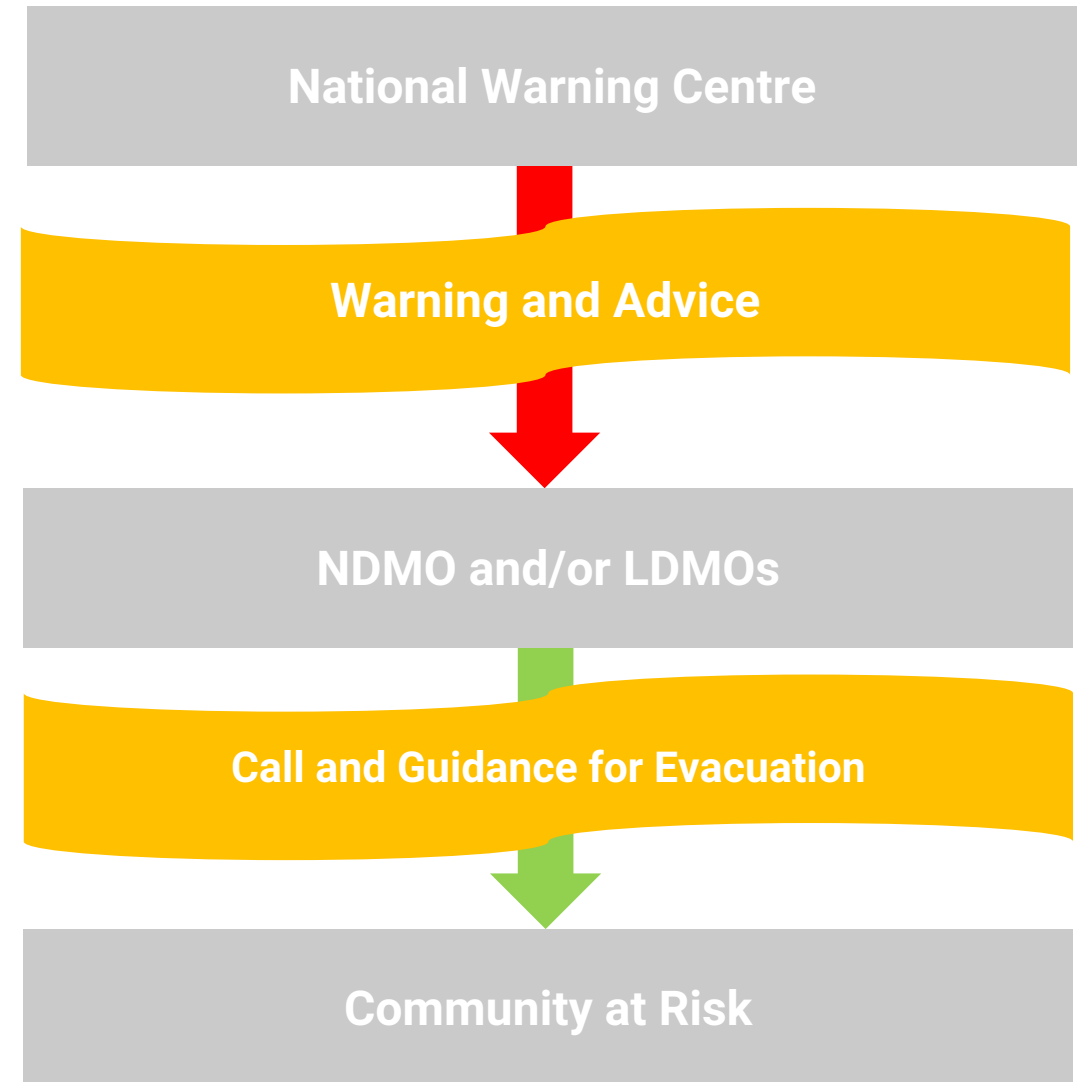 National Warning Centre
Warning and Advice
NDMO and/or LDMOs
Call and Guidance for Evacuation
Community at Risk